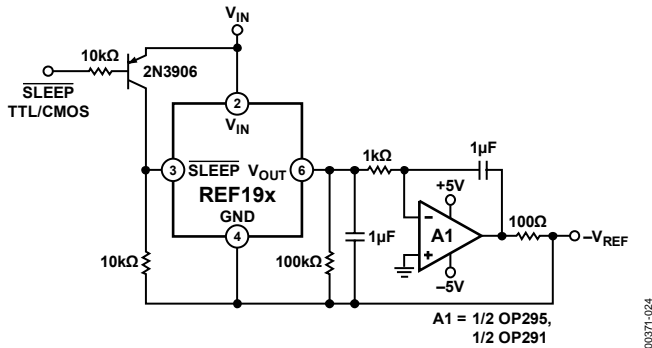 V_IN
10kΩ
2N3906
SLEEP
TTL/CMOS
2
V_IN
3
SLEEP
V_OUT
6
REF19x
GND
4
10kΩ
100kΩ
1kΩ
1µF
1µF
+5V
–
A1
+
–5V
100Ω
–V_REF
A1 = 1/2 OP295,
1/2 OP291
00371-024